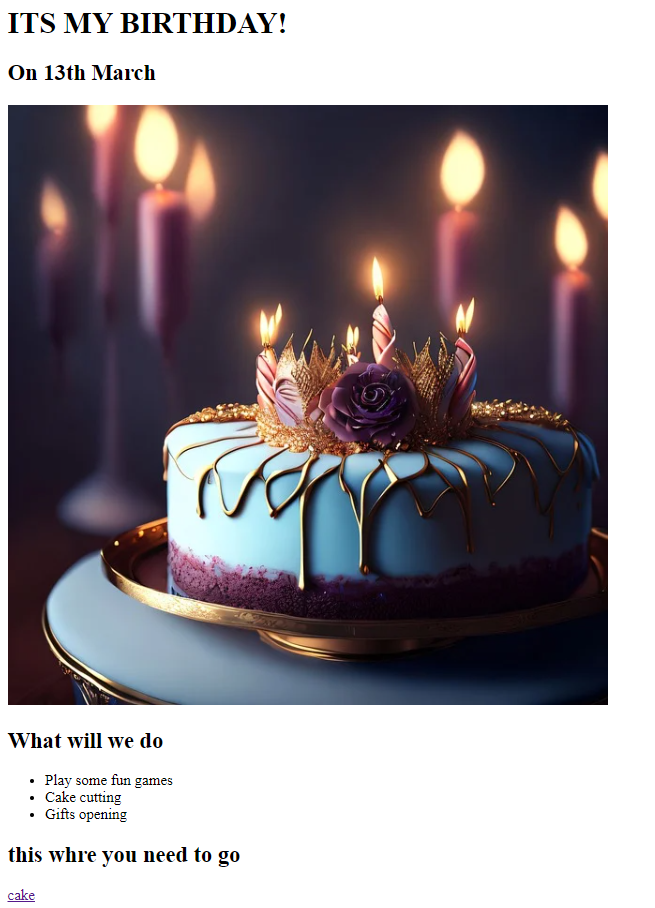 ITS MY BIRTHDAY!
On 13th March
What will we do
Play some fun games
Cake cutting
Gifts opening
this whre you need to go
cake